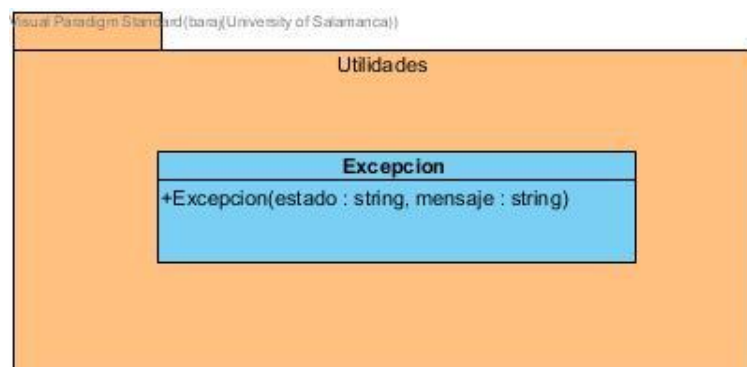 Visual Paradigm Standard(baraj(University of Salamanca))
Utilidades
Excepcion
+Excepcion(estado : string, mensaje : string)